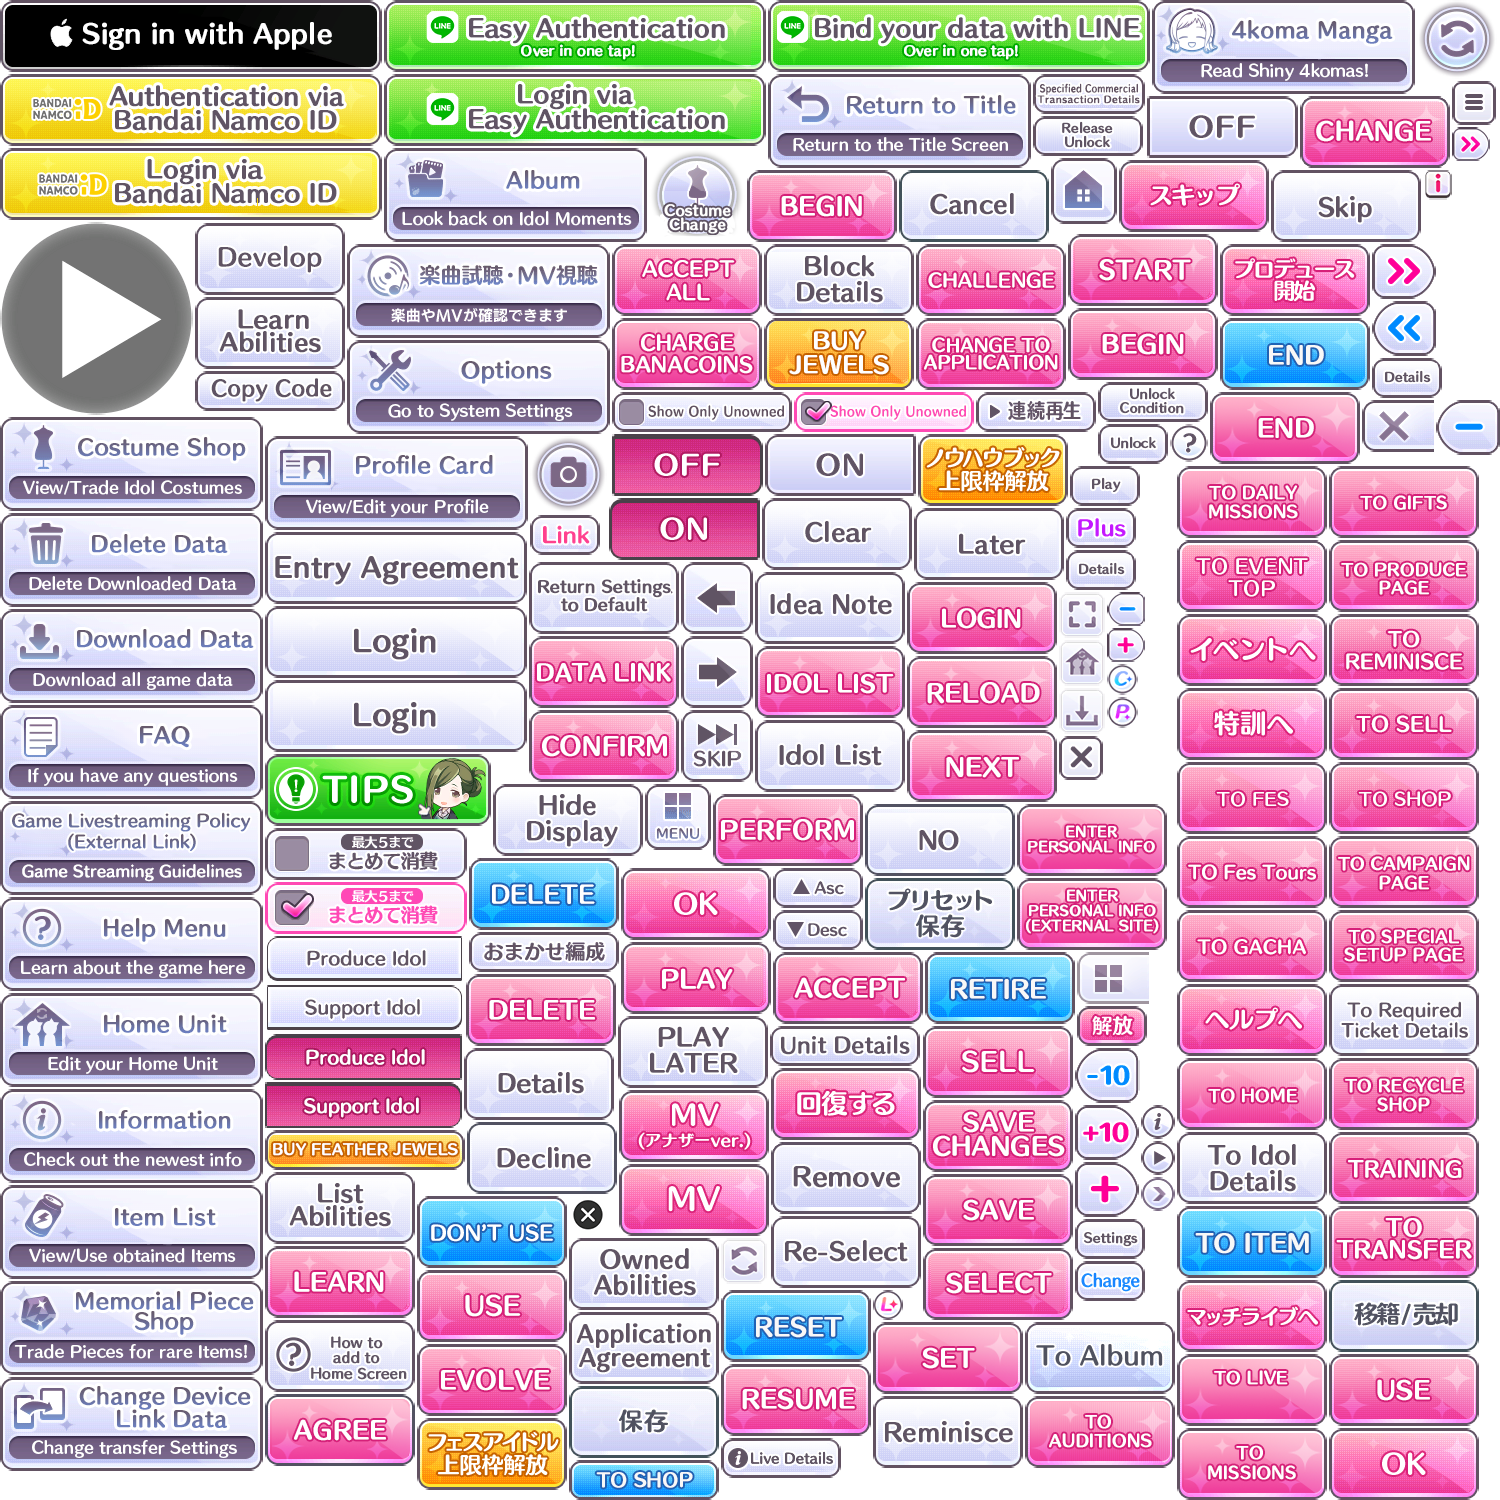 Sign in with Apple
LINE
Easy Authentication
Over in one tap!
LINE
Bind your data with LINE
Over in one tap!
4koma Manga
Read Shiny 4komas!
BANDAI
NAMCO iD
Authentication via
Bandai Namco ID
LINE
Login via
Easy Authentication
Return to Title
Return to the Title Screen
Specified Commercial
Transaction Details
Release
Unlock
OFF
CHANGE
BANDAI
NAMCO iD
Login via
Bandai Namco ID
Album
Look back on Idol Moments
Costume
Change
BEGIN
Cancel
スキップ
Skip
i
Develop
Learn
Abilities
Copy Code
楽曲試聴・MV視聴
楽曲やMVが確認できます
Options
Go to System Settings
ACCEPT
ALL
Block
Details
CHALLENGE
START
プロデュース
開始
CHARGE
BANACOINS
BUY
JEWELS
CHANGE TO
APPLICATION
BEGIN
END
Details
Show Only Unowned
Show Only Unowned
連続再生
Unlock
Condition
Unlock
?
END
Costume Shop
View/Trade Idol Costumes
Delete Data
Delete Downloaded Data
Download Data
Download all game data
FAQ
If you have any questions
Game Livestreaming Policy
(External Link)
Game Streaming Guidelines
?
Help Menu
Learn about the game here
Home Unit
Edit your Home Unit
i
Information
Check out the newest info
Item List
View/Use obtained Items
Memorial Piece
Shop
Trade Pieces for rare Items!
Change Device
Link Data
Change transfer Settings
Profile Card
View/Edit your Profile
Link
Entry Agreement
Login
Login
TIPS
最大5まで
まとめて消費
最大5まで
まとめて消費
Produce Idol
Support Idol
Produce Idol
Support Idol
BUY FEATHER JEWELS
List
Abilities
LEARN
?
How to
add to
Home Screen
AGREE
OFF
ON
ノウハウブック
上限枠解放
Play
ON
Clear
Later
Plus
Details
Return Settings
to Default
Idea Note
LOGIN
DATA LINK
IDOL LIST
RELOAD
C
P
CONFIRM
SKIP
Idol List
NEXT
Hide
Display
MENU
PERFORM
NO
ENTER
PERSONAL INFO
DELETE
OK
Asc
Desc
プリセット
保存
ENTER
PERSONAL INFO
(EXTERNAL SITE)
おまかせ編成
DELETE
PLAY
ACCEPT
RETIRE
解放
Details
PLAY
LATER
Unit Details
SELL
-10
Decline
MV
(アナザーver.)
回復する
SAVE
CHANGES
+10
i
DON'T USE
MV
Remove
SAVE
Settings
USE
Owned
Abilities
Re-Select
SELECT
Change
EVOLVE
Application
Agreement
RESET
L
SET
To Album
フェスアイドル
上限枠解放
保存
RESUME
Reminisce
TO
AUDITIONS
TO SHOP
i
Live Details
TO DAILY
MISSIONS
TO GIFTS
TO EVENT
TOP
TO PRODUCE
PAGE
イベントへ
TO
REMINISCE
特訓へ
TO SELL
TO FES
TO SHOP
TO Fes Tours
TO CAMPAIGN
PAGE
TO GACHA
TO SPECIAL
SETUP PAGE
ヘルプへ
To Required
Ticket Details
TO HOME
TO RECYCLE
SHOP
To Idol
Details
TRAINING
TO ITEM
TO
TRANSFER
マッチライブへ
移籍/売却
TO LIVE
USE
TO
MISSIONS
OK